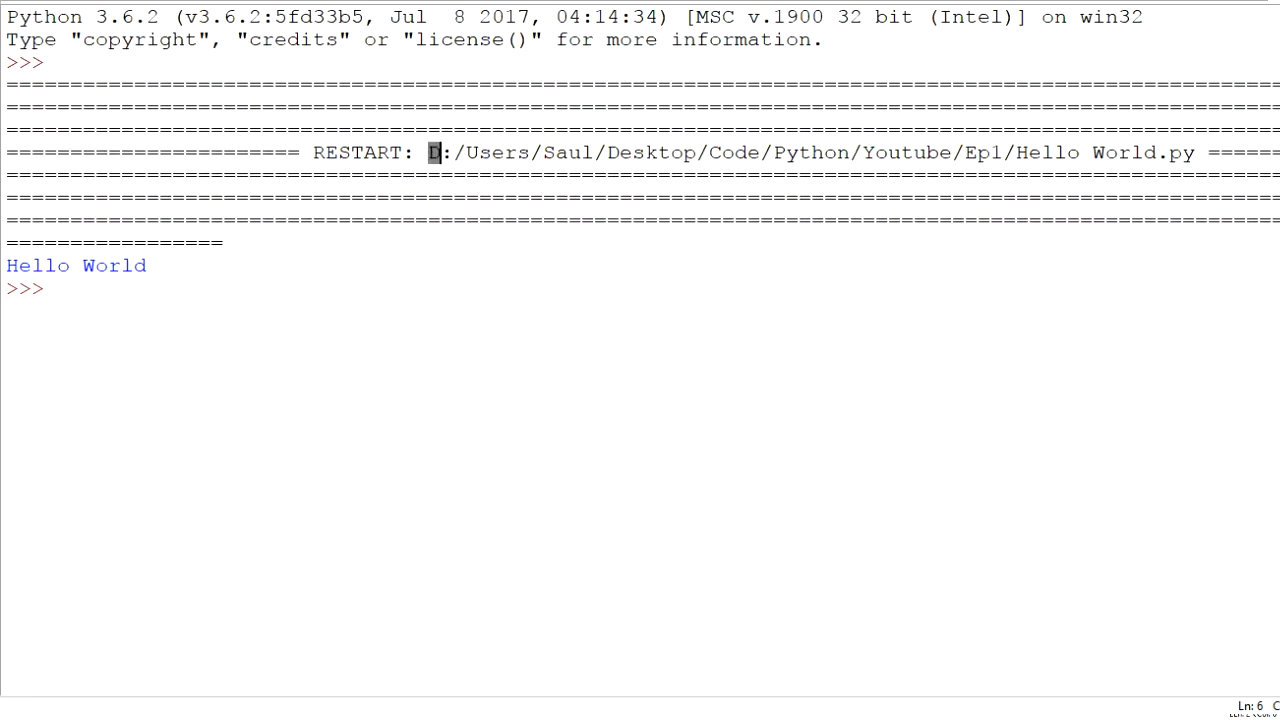 Python 3.6.2 (v3.6.2:5fd33b5, Jul  8 2017, 04:14:34) [MSC v.1900 32 bit (Intel)] on win32
Type "copyright", "credits" or "license()" for more information.
>>>
====================================================================================================
====================================================================================================
====================================================================================================
======================= RESTART: D:/Users/Saul/Desktop/Code/Python/Youtube/Ep1/Hello World.py ======
====================================================================================================
====================================================================================================
====================================================================================================
=================
Hello World
>>>
Ln: 6 C